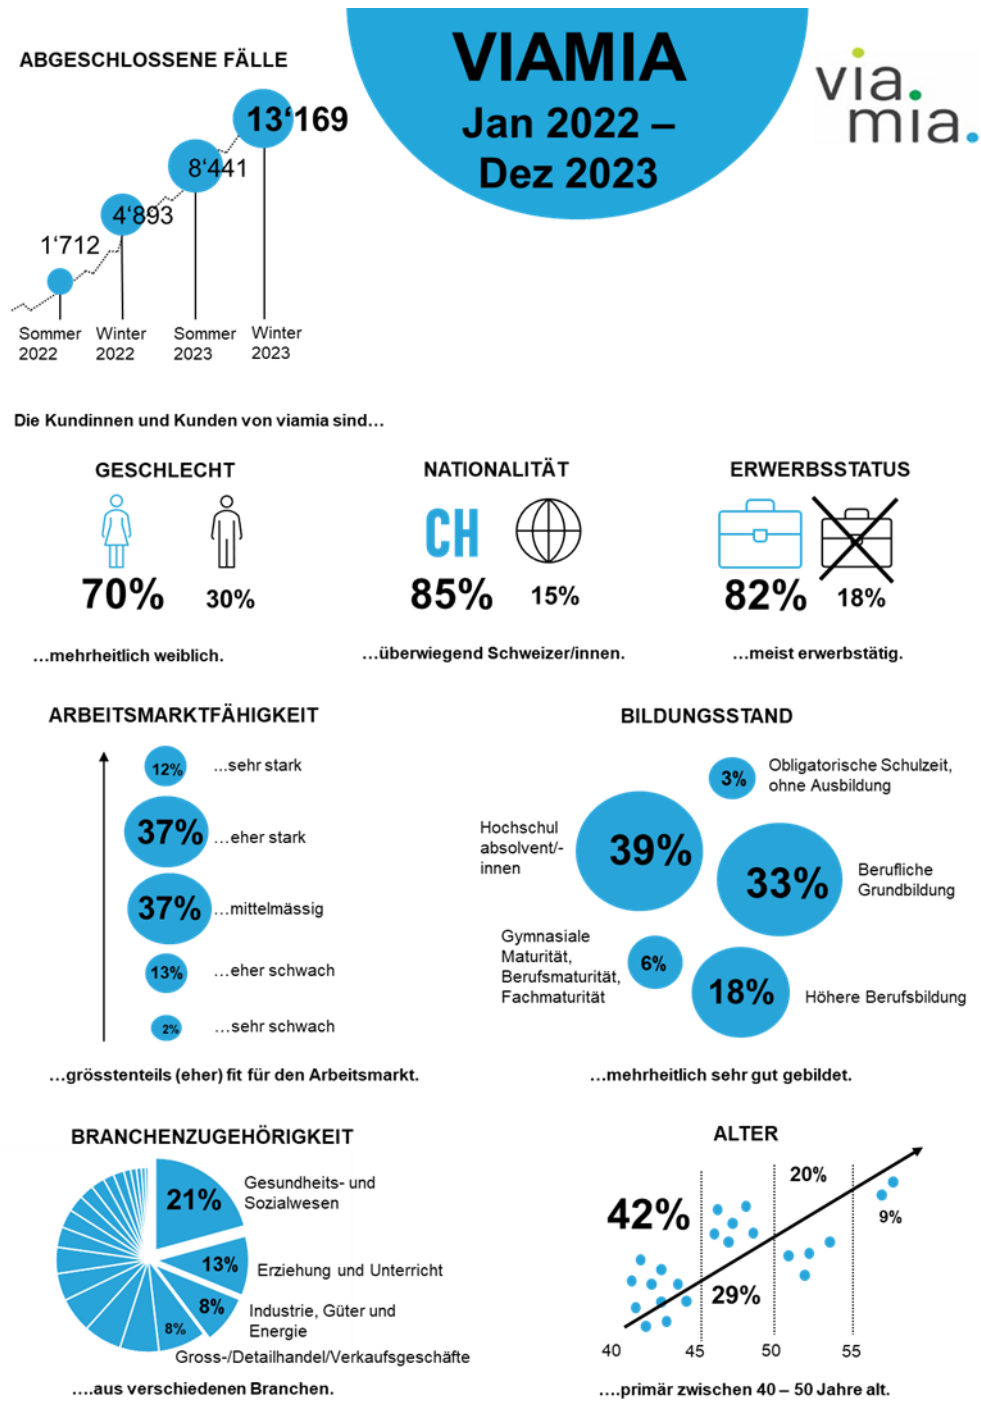 ABGESCHLOSSENE FÄLLE
13‘169
8‘441
4‘893
1‘712
Sommer 2022
Winter 2022
Sommer 2023
Winter 2023
VIAMIA
Jan 2022 –
Dez 2023
via.
mia.
Die Kundinnen und Kunden von viamia sind…
GESCHLECHT
70%
30%
…mehrheitlich weiblich.
NATIONALITÄT
CH
85%
15%
…überwiegend Schweizer/innen.
ERWERBSSTATUS
82%
18%
…meist erwerbstätig.
ARBEITSMARKTFÄHIGKEIT
12% …sehr stark
37% …eher stark
37% …mittelmässig
13% …eher schwach
2% …sehr schwach
…grösstenteils (eher) fit für den Arbeitsmarkt.
BILDUNGSSTAND
3%
Obligatorische Schulzeit,
ohne Ausbildung
Hochschul
absolvent/-
innen
39%
33%
Berufliche
Grundbildung
Gymnasiale
Maturität,
Berufsmaturität,
Fachmaturität
6%
18%
Höhere Berufsbildung
…mehrheitlich sehr gut gebildet.
BRANCHENZUGEHÖRIGKEIT
21%
Gesundheits- und
Sozialwesen
13%
Erziehung und Unterricht
8%
Industrie, Güter und
Energie
8%
Gross-/Detailhandel/Verkaufsgeschäfte
….aus verschiedenen Branchen.
ALTER
42%
29%
20%
9%
40 45 50 55
….primär zwischen 40 – 50 Jahre alt.